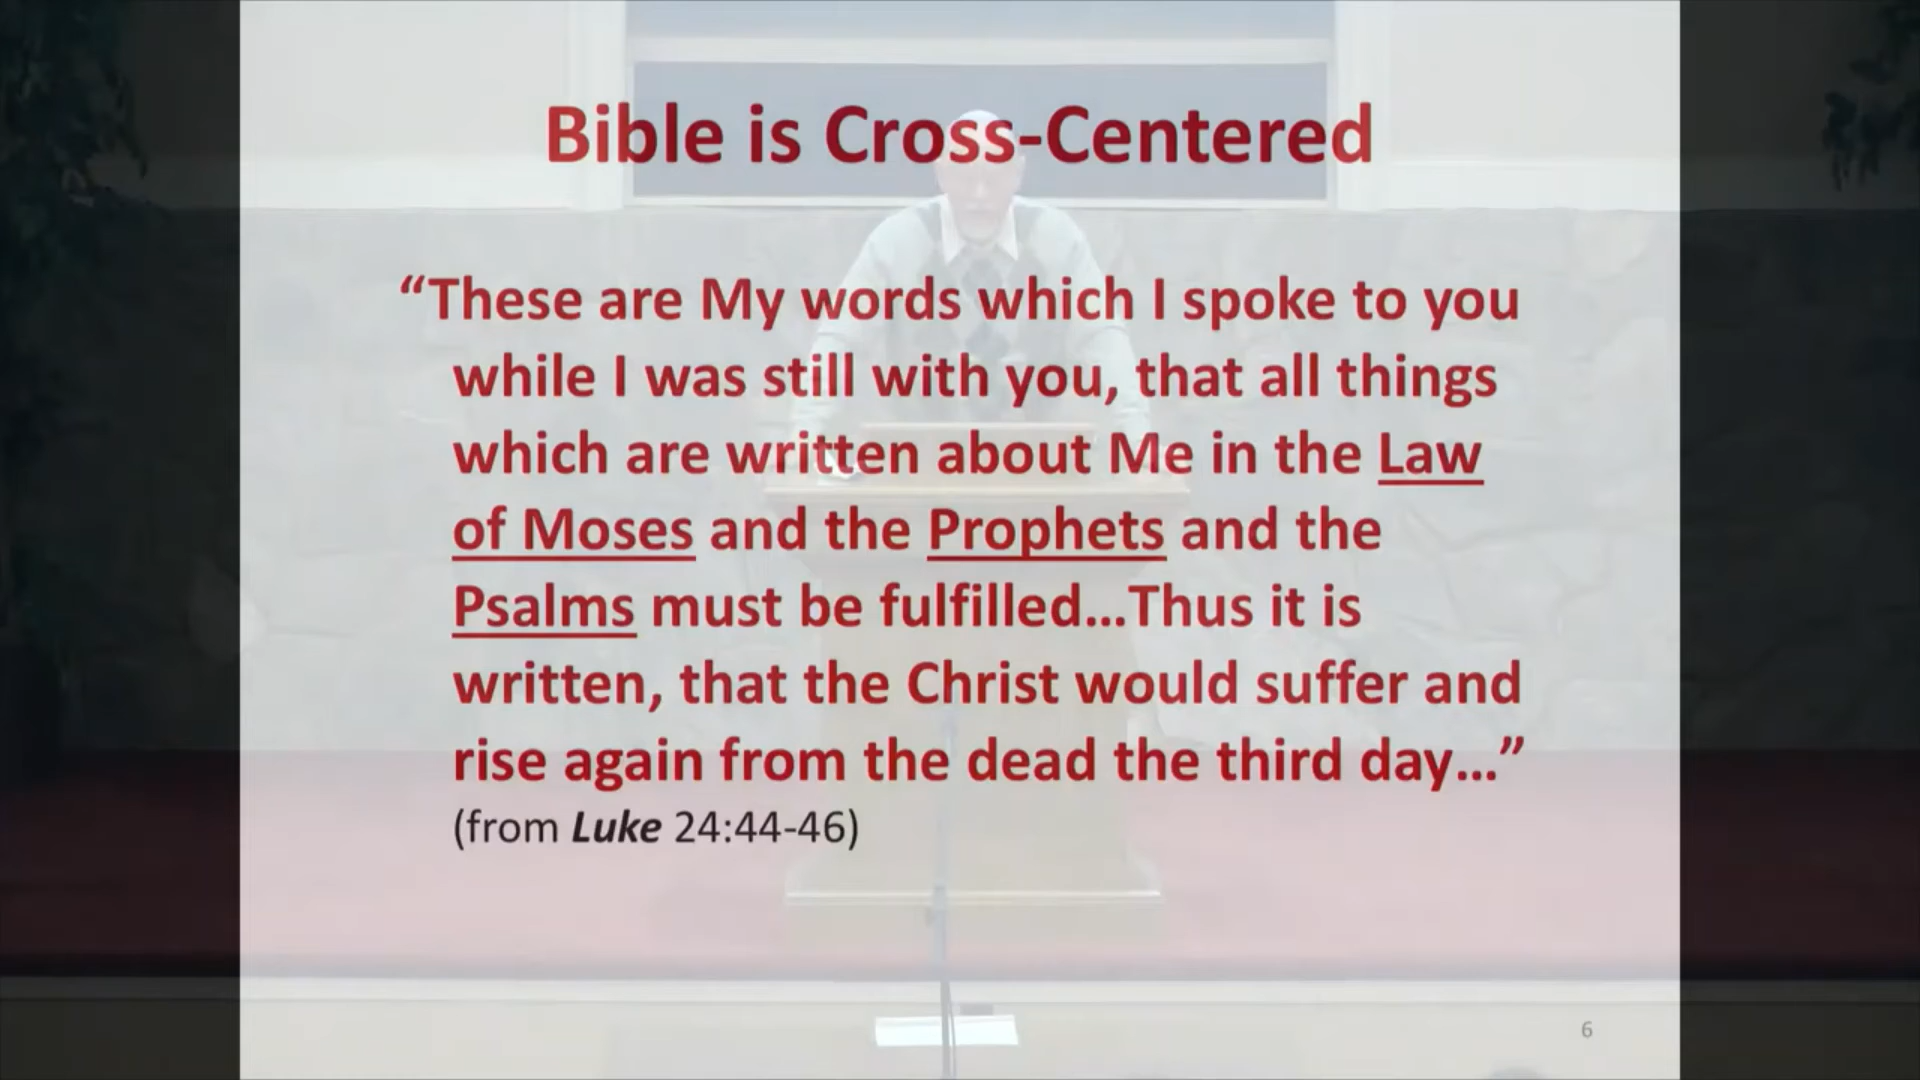 Bible is Cross-Centered
“These are My words which I spoke to you
while I was still with you, that all things
which are written about Me in the Law
of Moses and the Prophets and the
Psalms must be fulfilled…Thus it is
written, that the Christ would suffer and
rise again from the dead the third day…”
(from Luke 24:44-46)
6